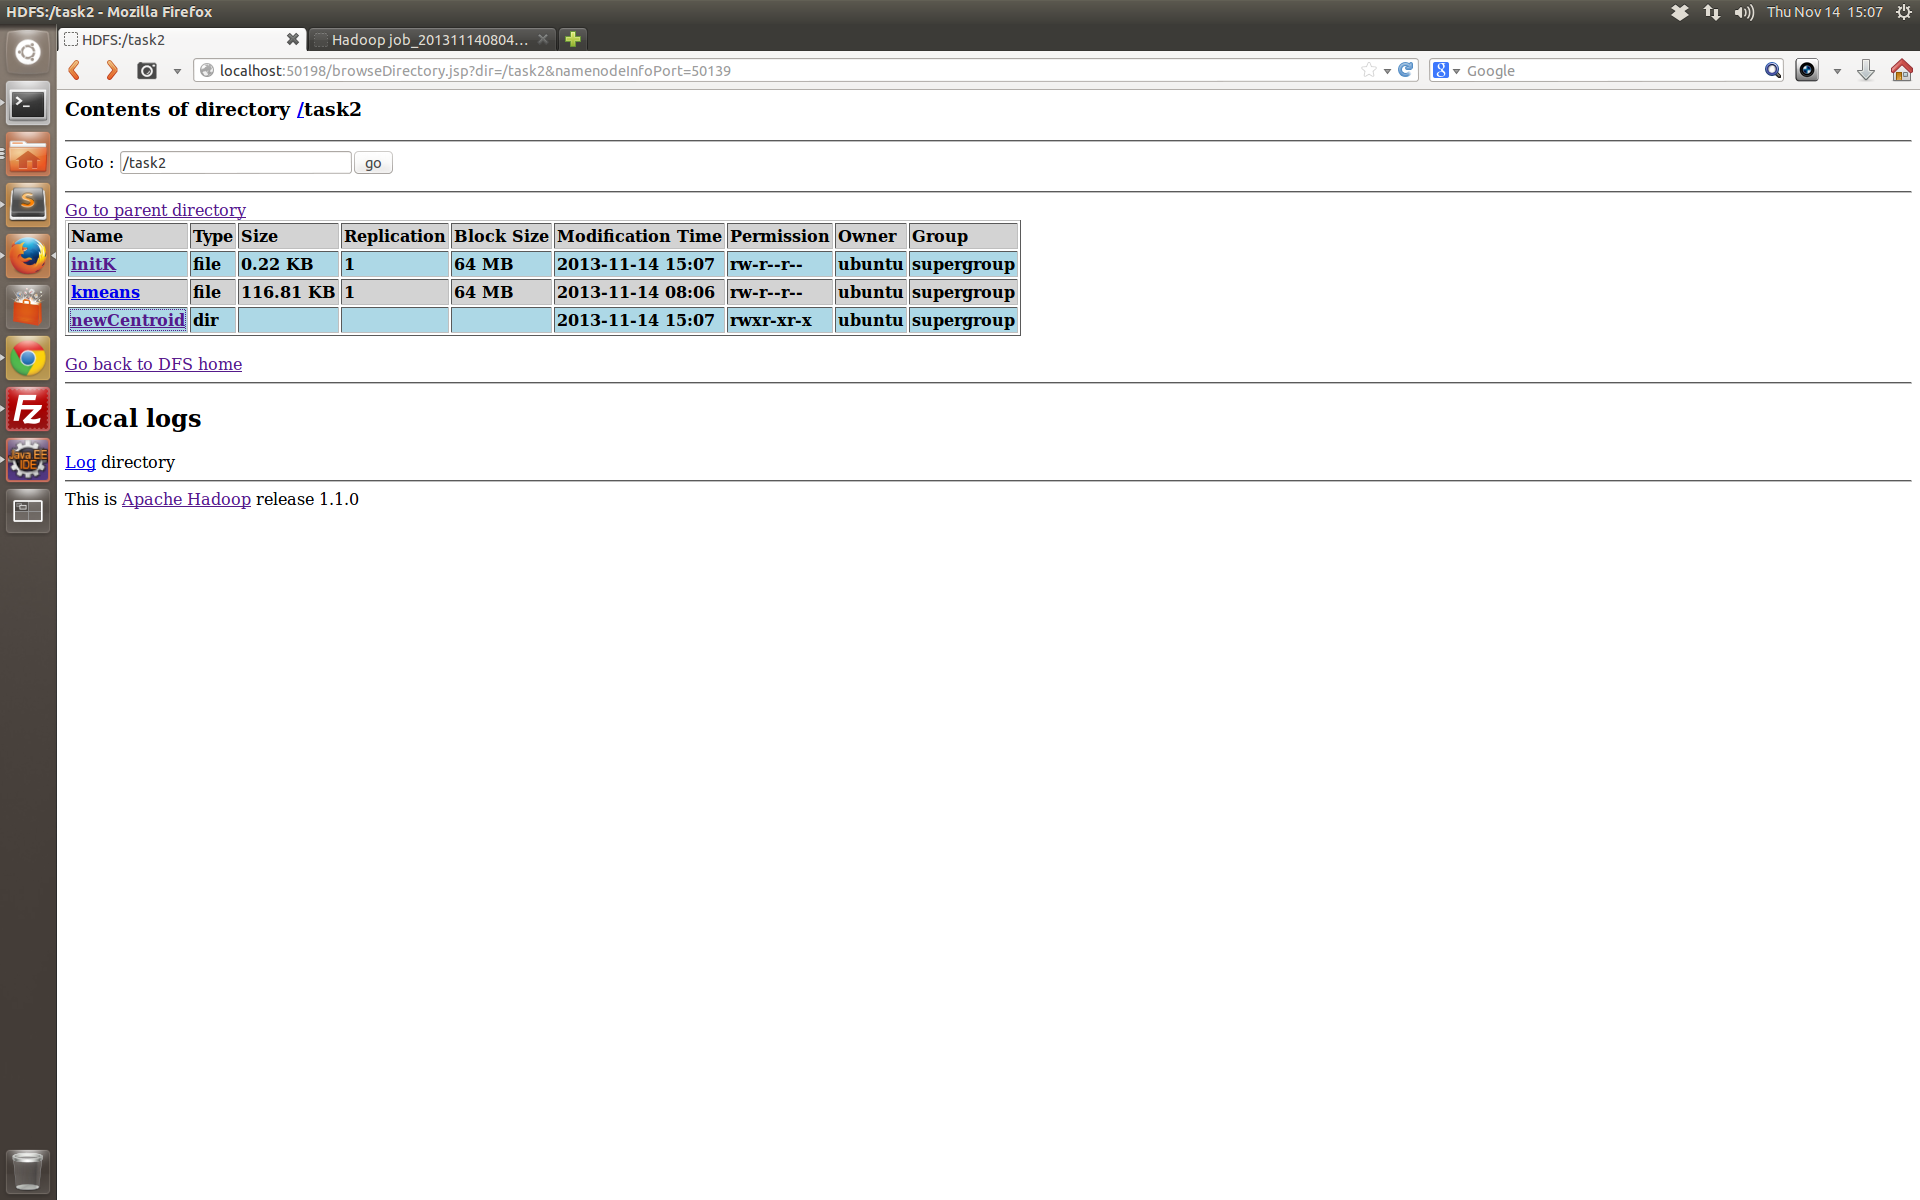 HDFS:/task2 - Mozilla Firefox
Thu Nov 14 15:07
HDFS:/task2
Hadoop job_201311140804...
localhost:50198/browseDirectory.jsp?dir=/task2&namenodeInfoPort=50139
8
Google
Contents of directory /task2
Goto : /task2 go
Go to parent directory
Name Type Size Replication Block Size Modification Time Permission Owner Group
initK file 0.22 KB 1 64 MB 2013-11-14 15:07 rw-r--r-- ubuntu supergroup
kmeans file 116.81 KB 1 64 MB 2013-11-14 08:06 rw-r--r-- ubuntu supergroup
newCentroid dir 2013-11-14 15:07 rwxr-xr-x ubuntu supergroup
Go back to DFS home
Local logs
Log directory
This is Apache Hadoop release 1.1.0
S
Fz
Java EE
IDE